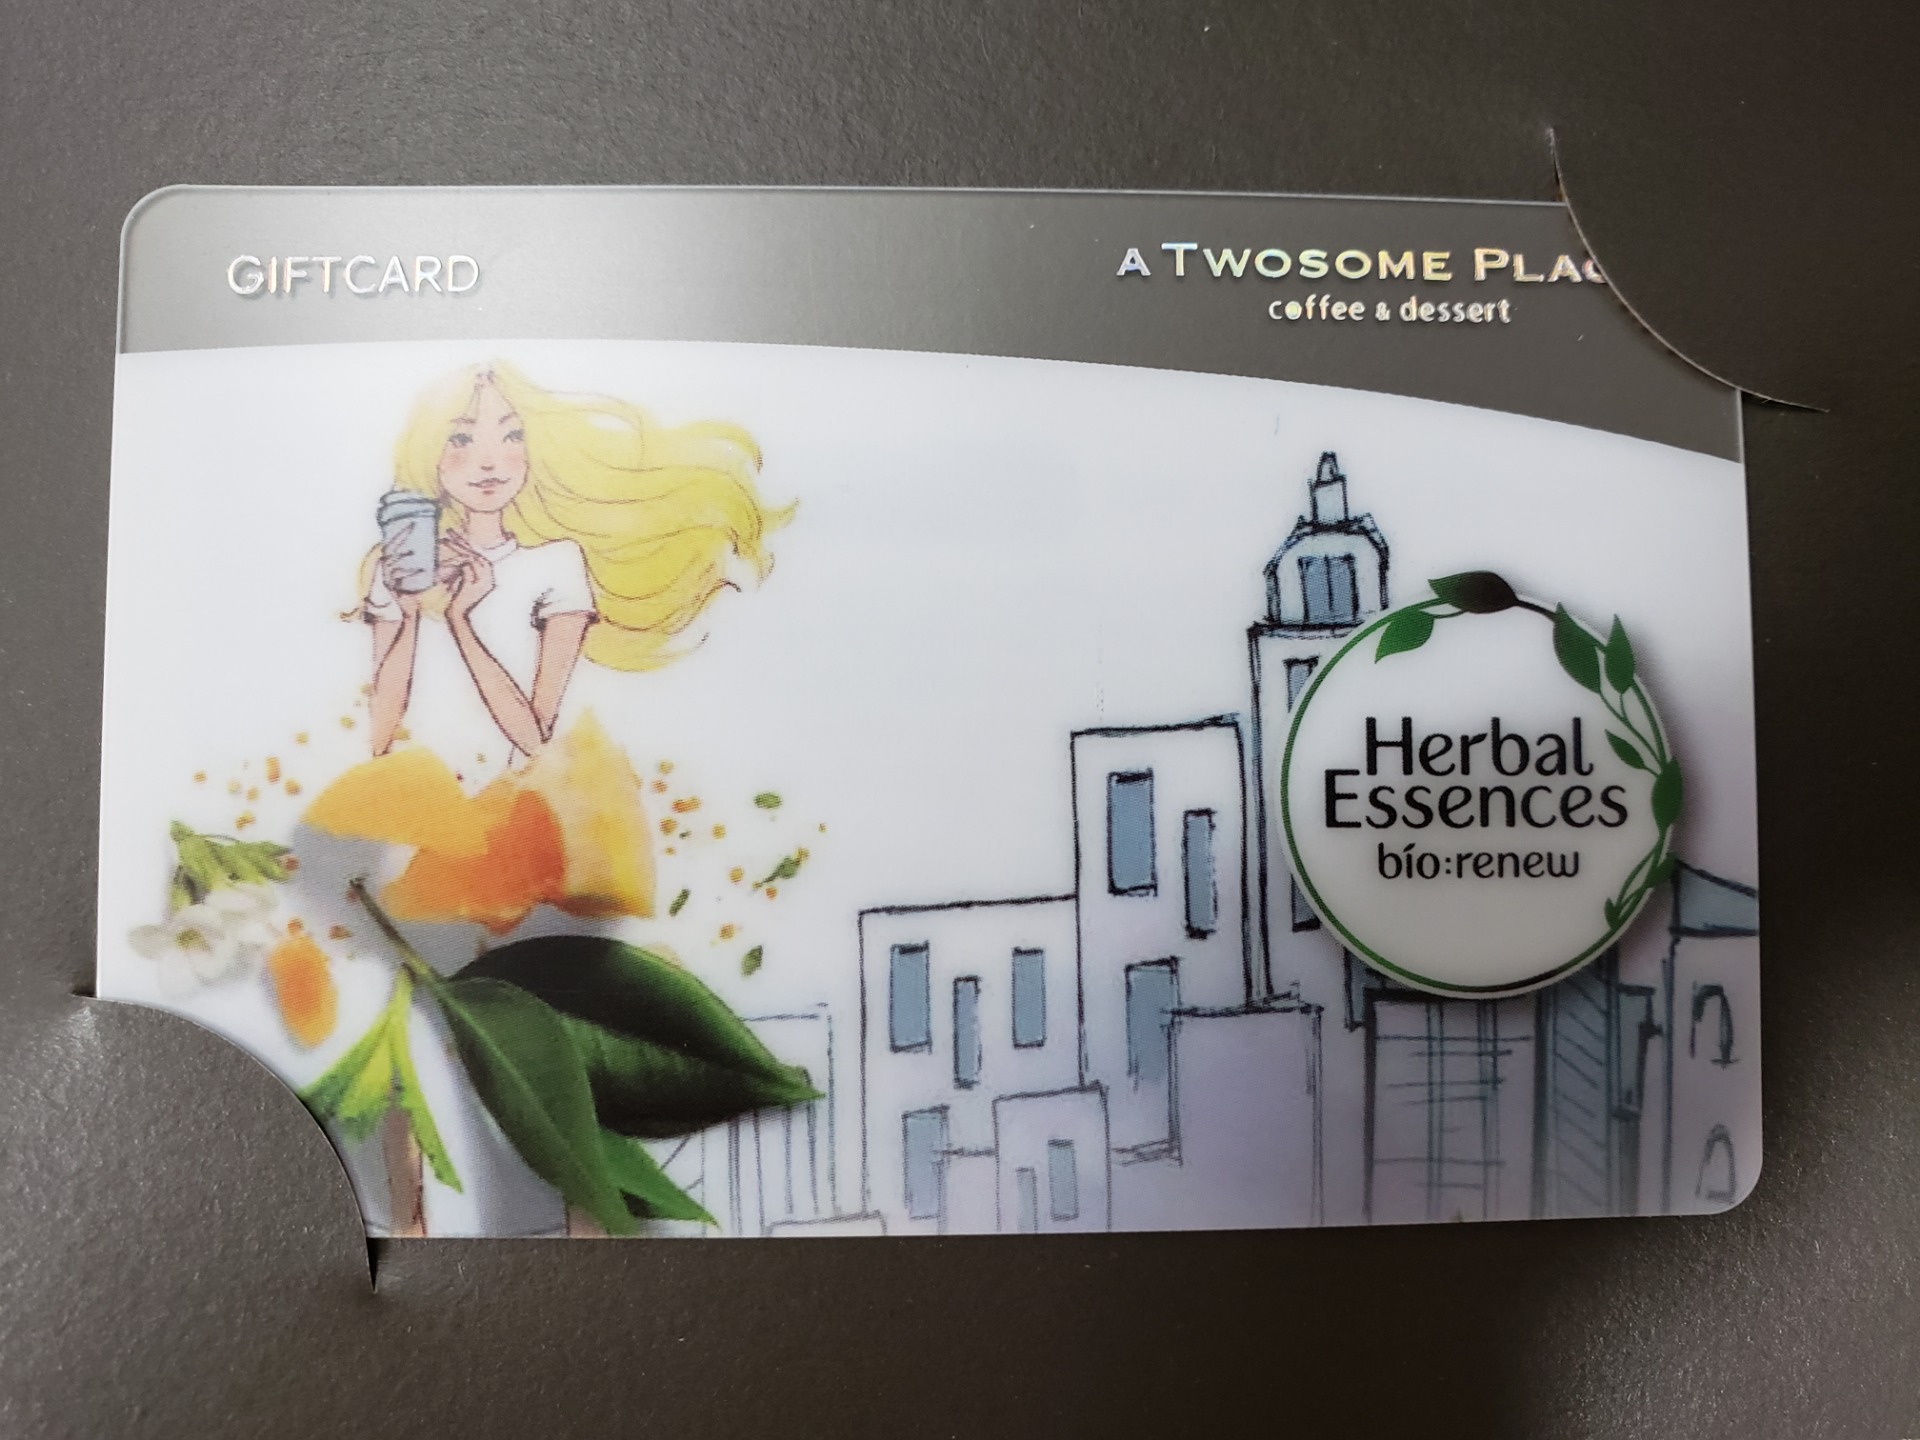 GIFTCARD
A TWOSOME PLAC
coffee & dessert
Herbal
Essences
bío:renew